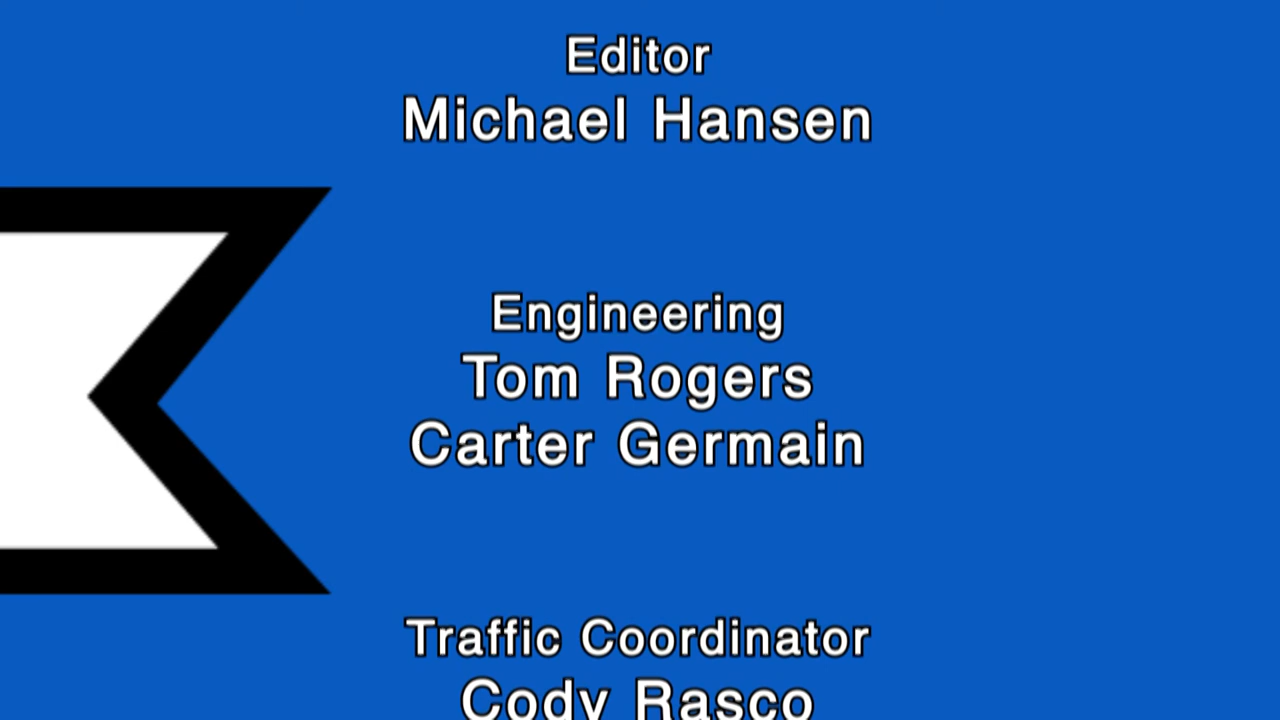 Editor
Michael Hansen
Engineering
Tom Rogers
Carter Germain
Traffic Coordinator
Cody Rasco